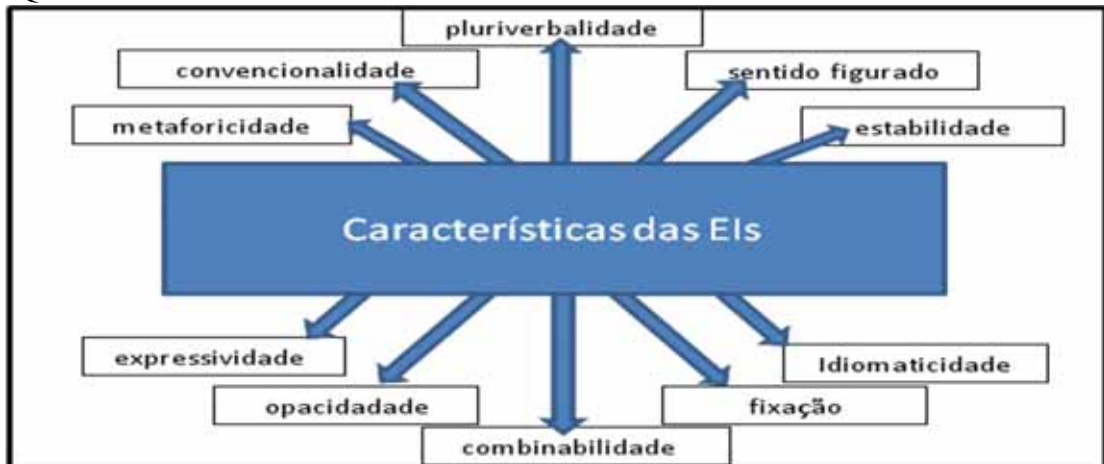 pluriverbalidade
convencionalidade
sentido figurado
metaforicidade
estabilidade
Características das EIs
expressividade
Idiomaticidade
opacidadade
fixação
combinabilidade